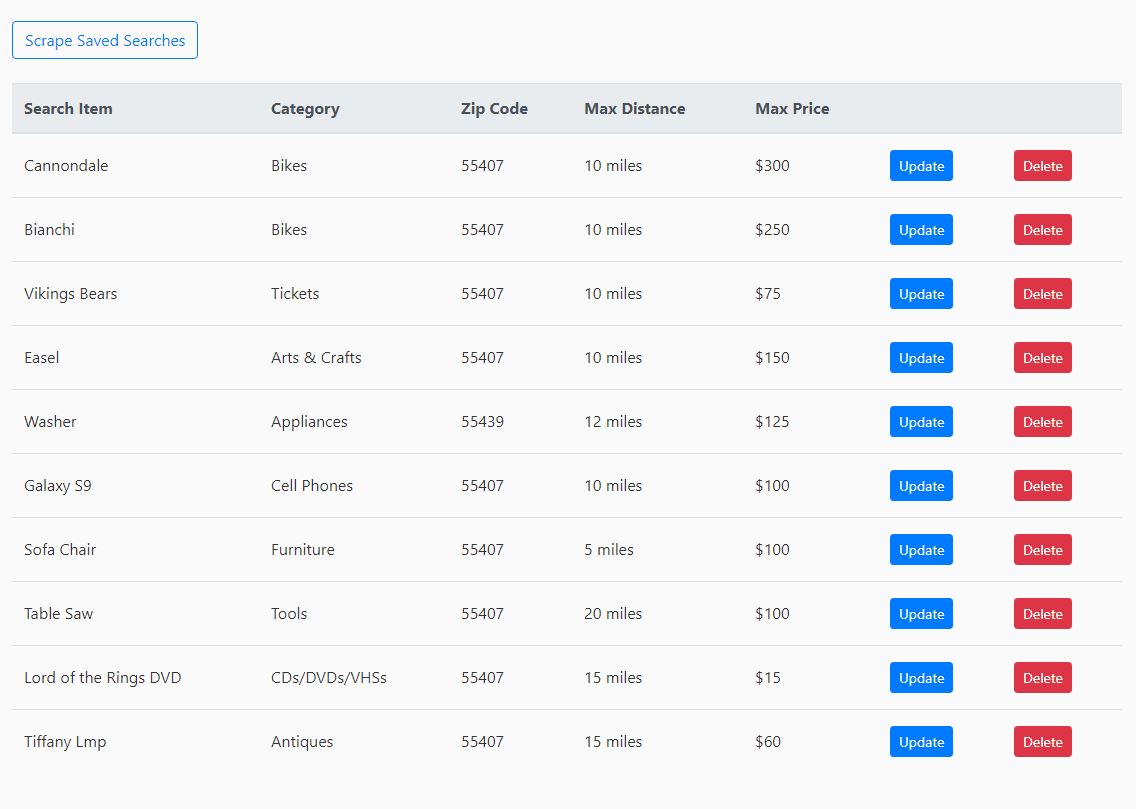 Scrape Saved Searches
Search Item Category Zip Code Max Distance Max Price
Cannondale Bikes 55407 10 miles $300 Update Delete
Bianchi Bikes 55407 10 miles $250 Update Delete
Vikings Bears Tickets 55407 10 miles $75 Update Delete
Easel Arts & Crafts 55407 10 miles $150 Update Delete
Washer Appliances 55439 12 miles $125 Update Delete
Galaxy S9 Cell Phones 55407 10 miles $100 Update Delete
Sofa Chair Furniture 55407 5 miles $100 Update Delete
Table Saw Tools 55407 20 miles $100 Update Delete
Lord of the Rings DVD CDs/DVDs/VHSs 55407 15 miles $15 Update Delete
Tiffany Lmp Antiques 55407 15 miles $60 Update Delete